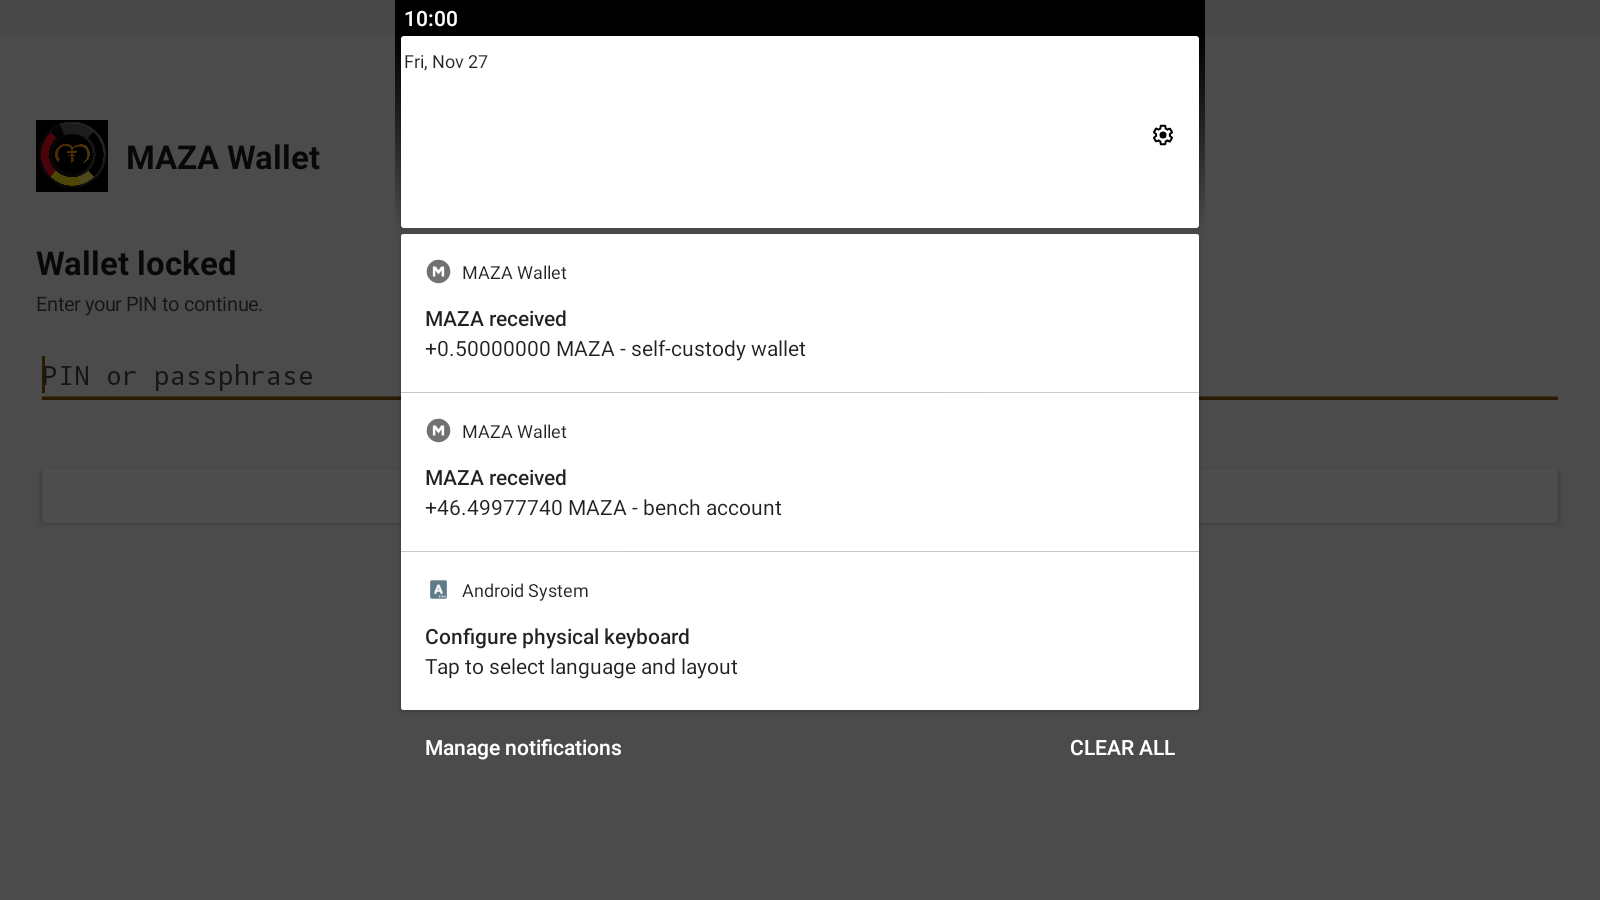 10:00
Fri, Nov 27
MAZA Wallet
Wallet locked
Enter your PIN to continue.
PIN or passphrase
M MAZA Wallet
MAZA received
+0.50000000 MAZA - self-custody wallet
M MAZA Wallet
MAZA received
+46.49977740 MAZA - bench account
A Android System
Configure physical keyboard
Tap to select language and layout
Manage notifications
CLEAR ALL